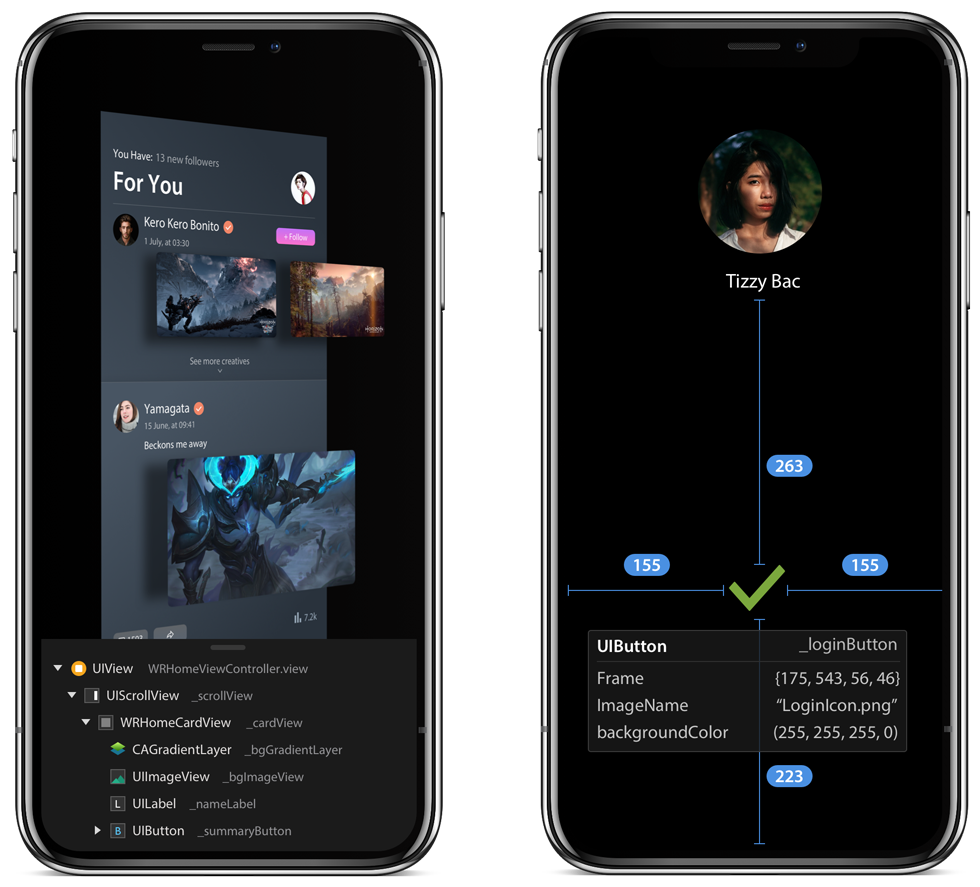 You Have: 13 new followers
For You
Kero Kero Bonito
1 July, at 03:30
+ Follow
See more creatives
Yamagata
15 June, at 09:41
Beckons me away
7.2k
UIView WRHomeViewController.view
UIScrollView _scrollView
WRHomeCardView _cardView
CAGradientLayer _bgGradientLayer
UIImageView _bgImageView
L UILabel _nameLabel
B UIButton _summaryButton
Tizzy Bac
263
155 155
UIButton _loginButton
Frame {175, 543, 56, 46}
ImageName “LoginIcon.png”
backgroundColor (255, 255, 255, 0)
223